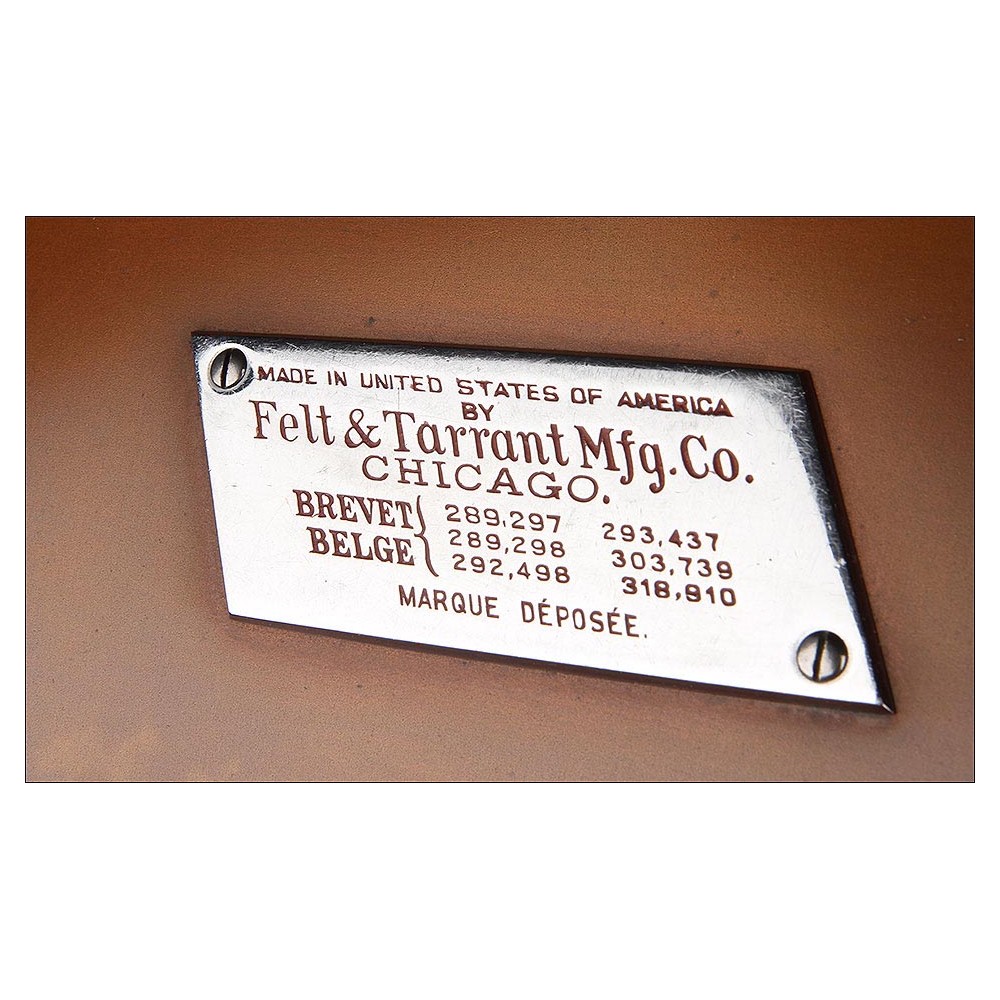 MADE IN UNITED STATES OF AMERICA
BY
Felt & Tarrant Mfg. Co.
CHICAGO.
BREVET BELGE
289,297 293,437
289,298 303,739
292,498 318,910
MARQUE DÉPOSÉE.